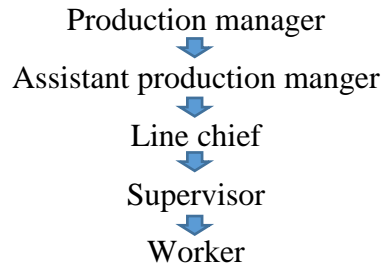 Production manager
Assistant production manger
Line chief
Supervisor
Worker